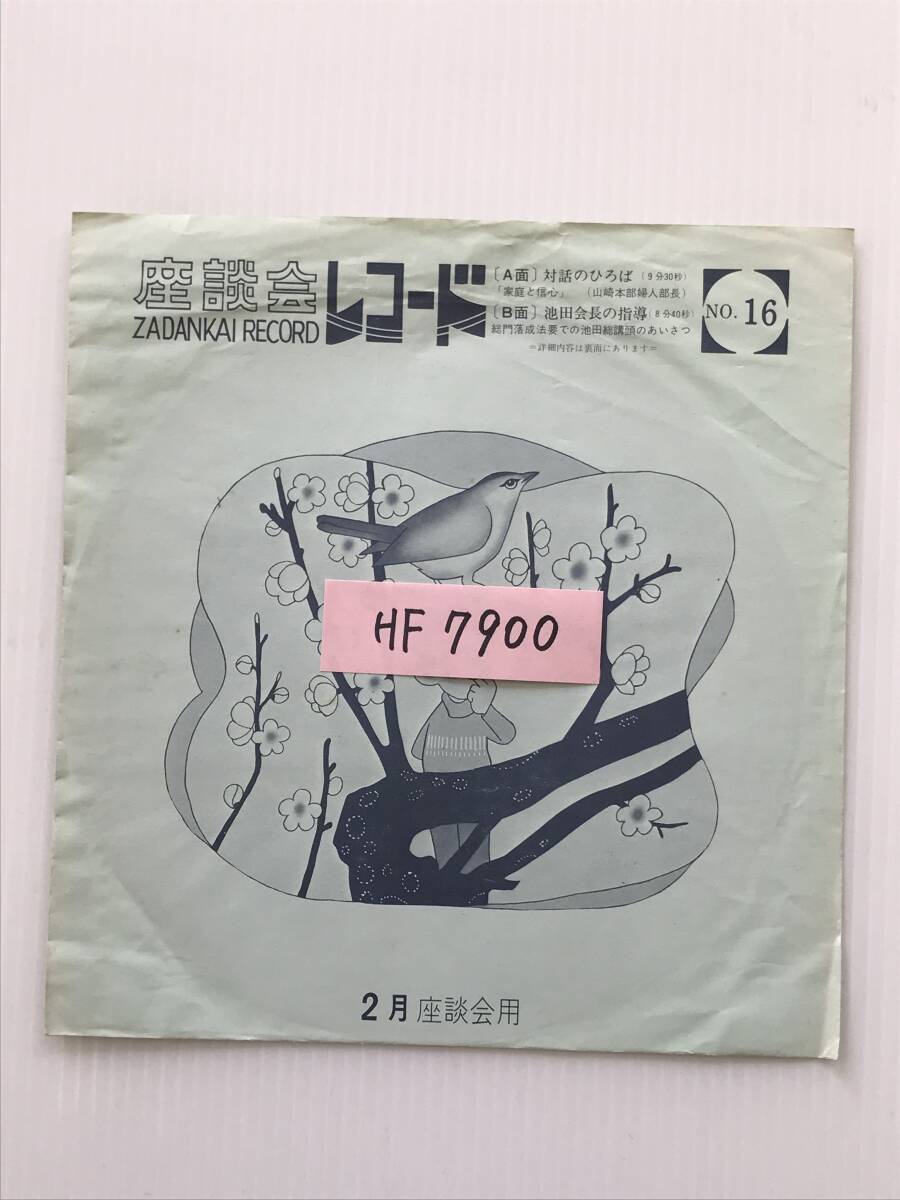 座談会
ZADANKAI RECORD
レコード
〔A面〕対話のひろば（9分30秒）
「家庭と信心」（山崎本部婦人部長）
〔B面〕池田会長の指導（8分40秒）
総門落成法要での池田総講頭のあいさつ
＝詳細内容は裏面にあります＝
NO. 16
HF 7900
2月 座談会用